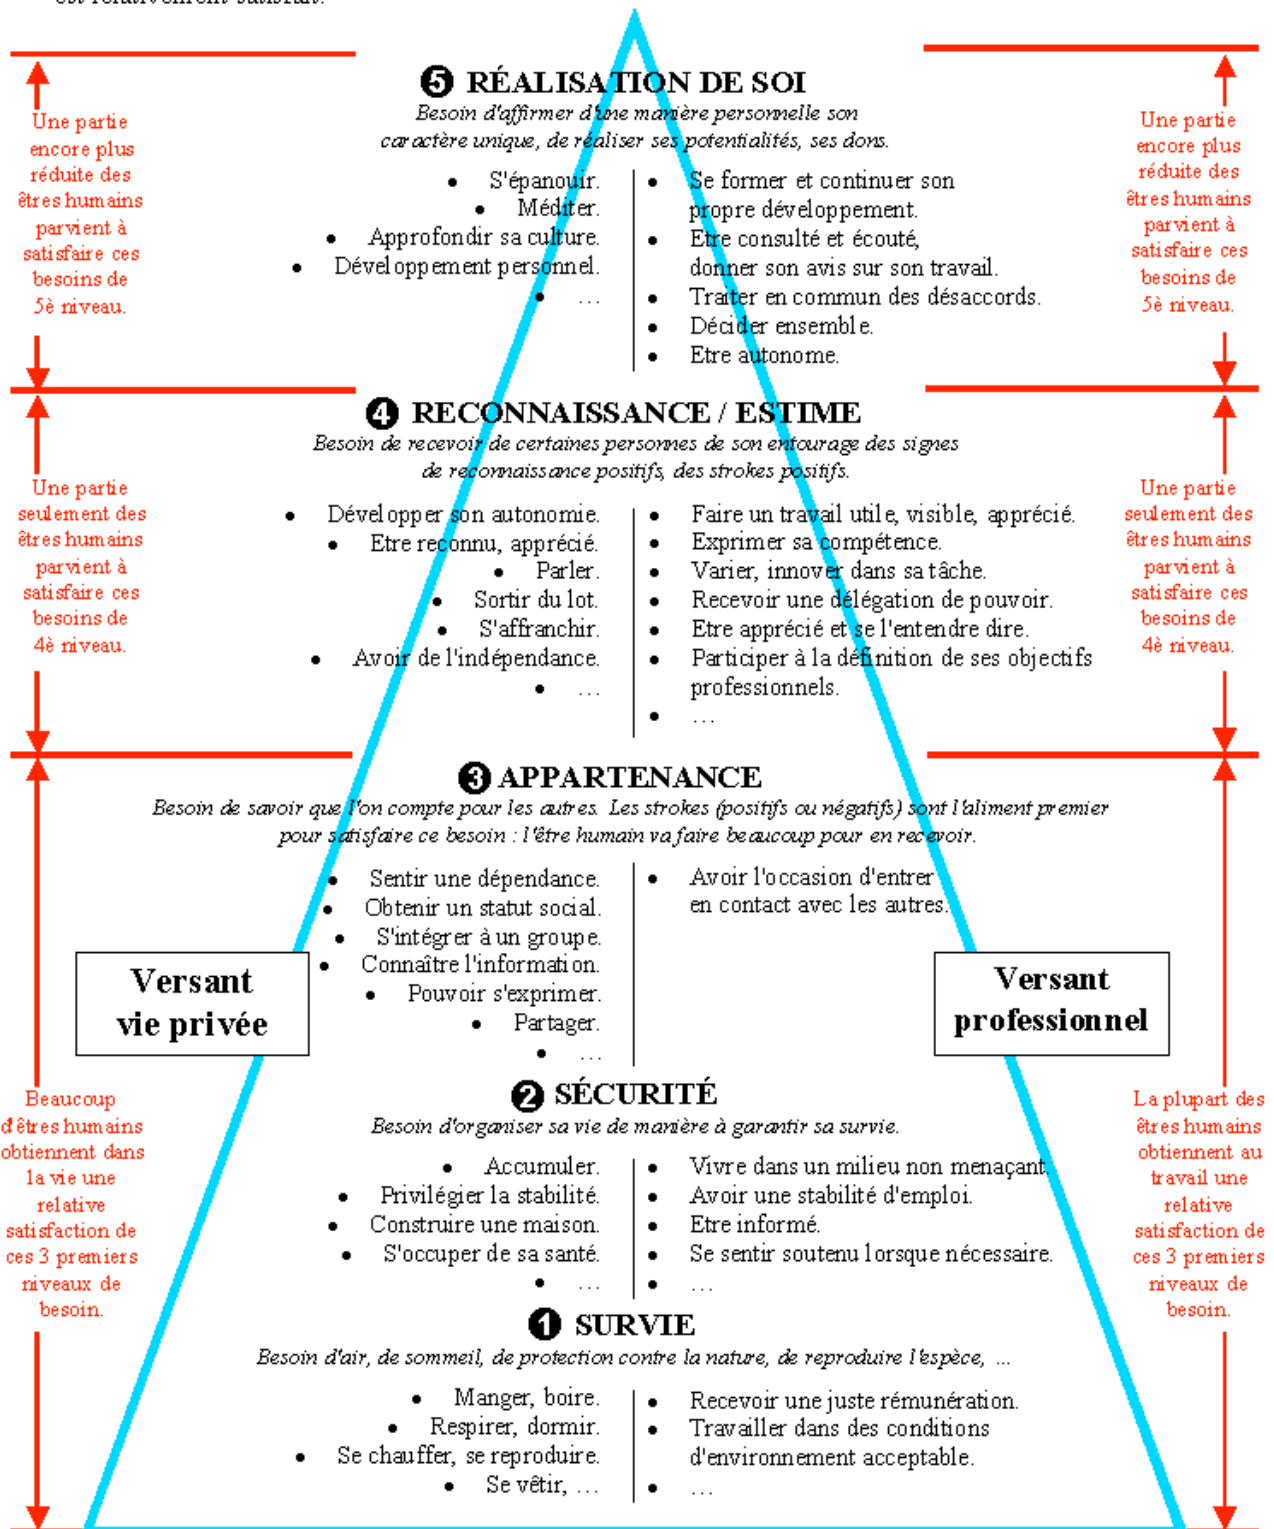 est relativement satisfait.
❺ RÉALISATION DE SOI
Besoin d'affirmer d'une manière personnelle son
caractère unique, de réaliser ses potentialités, ses dons.
Une partie
encore plus
réduite des
êtres humains
parvient à
satisfaire ces
besoins de
5è niveau.
• S'épanouir.
• Méditer.
• Approfondir sa culture.
• Développement personnel.
• …
• Se former et continuer son
propre développement.
• Etre consulté et écouté,
donner son avis sur son travail.
• Traiter en commun des désaccords.
• Décider ensemble.
• Etre autonome.
Une partie
encore plus
réduite des
êtres humains
parvient à
satisfaire ces
besoins de
5è niveau.
❹ RECONNAISSANCE / ESTIME
Besoin de recevoir de certaines personnes de son entourage des signes
de reconnaissance positifs, des strokes positifs.
Une partie
seulement des
êtres humains
parvient à
satisfaire ces
besoins de
4è niveau.
• Développer son autonomie.
• Etre reconnu, apprécié.
• Parler.
• Sortir du lot.
• S'affranchir.
• Avoir de l'indépendance.
• …
• Faire un travail utile, visible, apprécié.
• Exprimer sa compétence.
• Varier, innover dans sa tâche.
• Recevoir une délégation de pouvoir.
• Etre apprécié et se l'entendre dire.
• Participer à la définition de ses objectifs
professionnels.
• …
Une partie
seulement des
êtres humains
parvient à
satisfaire ces
besoins de
4è niveau.
❸ APPARTENANCE
Besoin de savoir que l'on compte pour les autres. Les strokes (positifs ou négatifs) sont l'aliment premier
pour satisfaire ce besoin : l'être humain va faire beaucoup pour en recevoir.
• Sentir une dépendance.
• Obtenir un statut social.
• S'intégrer à un groupe.
• Connaître l'information.
• Pouvoir s'exprimer.
• Partager.
• …
• Avoir l'occasion d'entrer
en contact avec les autres.
Versant
vie privée
Versant
professionnel
❷ SÉCURITÉ
Besoin d'organiser sa vie de manière à garantir sa survie.
Beaucoup
d'êtres humains
obtiennent dans
la vie une
relative
satisfaction de
ces 3 premiers
niveaux de
besoin.
• Accumuler.
• Privilégier la stabilité.
• Construire une maison.
• S'occuper de sa santé.
• …
• Vivre dans un milieu non menaçant.
• Avoir une stabilité d'emploi.
• Etre informé.
• Se sentir soutenu lorsque nécessaire.
• …
La plupart des
êtres humains
obtiennent au
travail une
relative
satisfaction de
ces 3 premiers
niveaux de
besoin.
❶ SURVIE
Besoin d'air, de sommeil, de protection contre la nature, de reproduire l'espèce, …
• Manger, boire.
• Respirer, dormir.
• Se chauffer, se reproduire.
• Se vêtir, …
• Recevoir une juste rémunération.
• Travailler dans des conditions
d'environnement acceptable.
• …